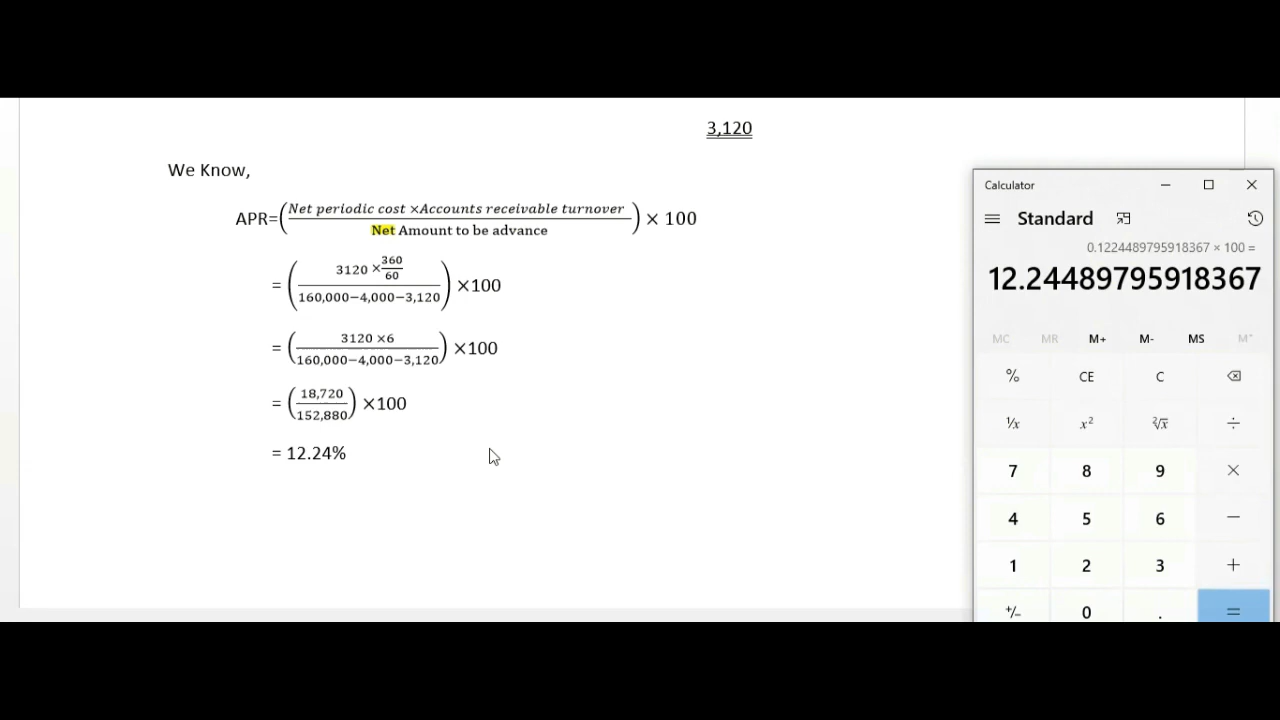 3,120
We Know,
APR=(Net periodic cost ×Accounts receivable turnover / Net Amount to be advance) × 100
= (3120 ×360/60 / 160,000−4,000−3,120) ×100
= (3120 ×6 / 160,000−4,000−3,120) ×100
= (18,720 / 152,880) ×100
= 12.24%
Calculator
Standard
0.1224489795918367 × 100 =
12.24489795918367
MC MR M+ M- MS M˅
% CE C
¹/x x² ²√x ÷
7 8 9 ×
4 5 6 −
1 2 3 +
+/− 0 . =